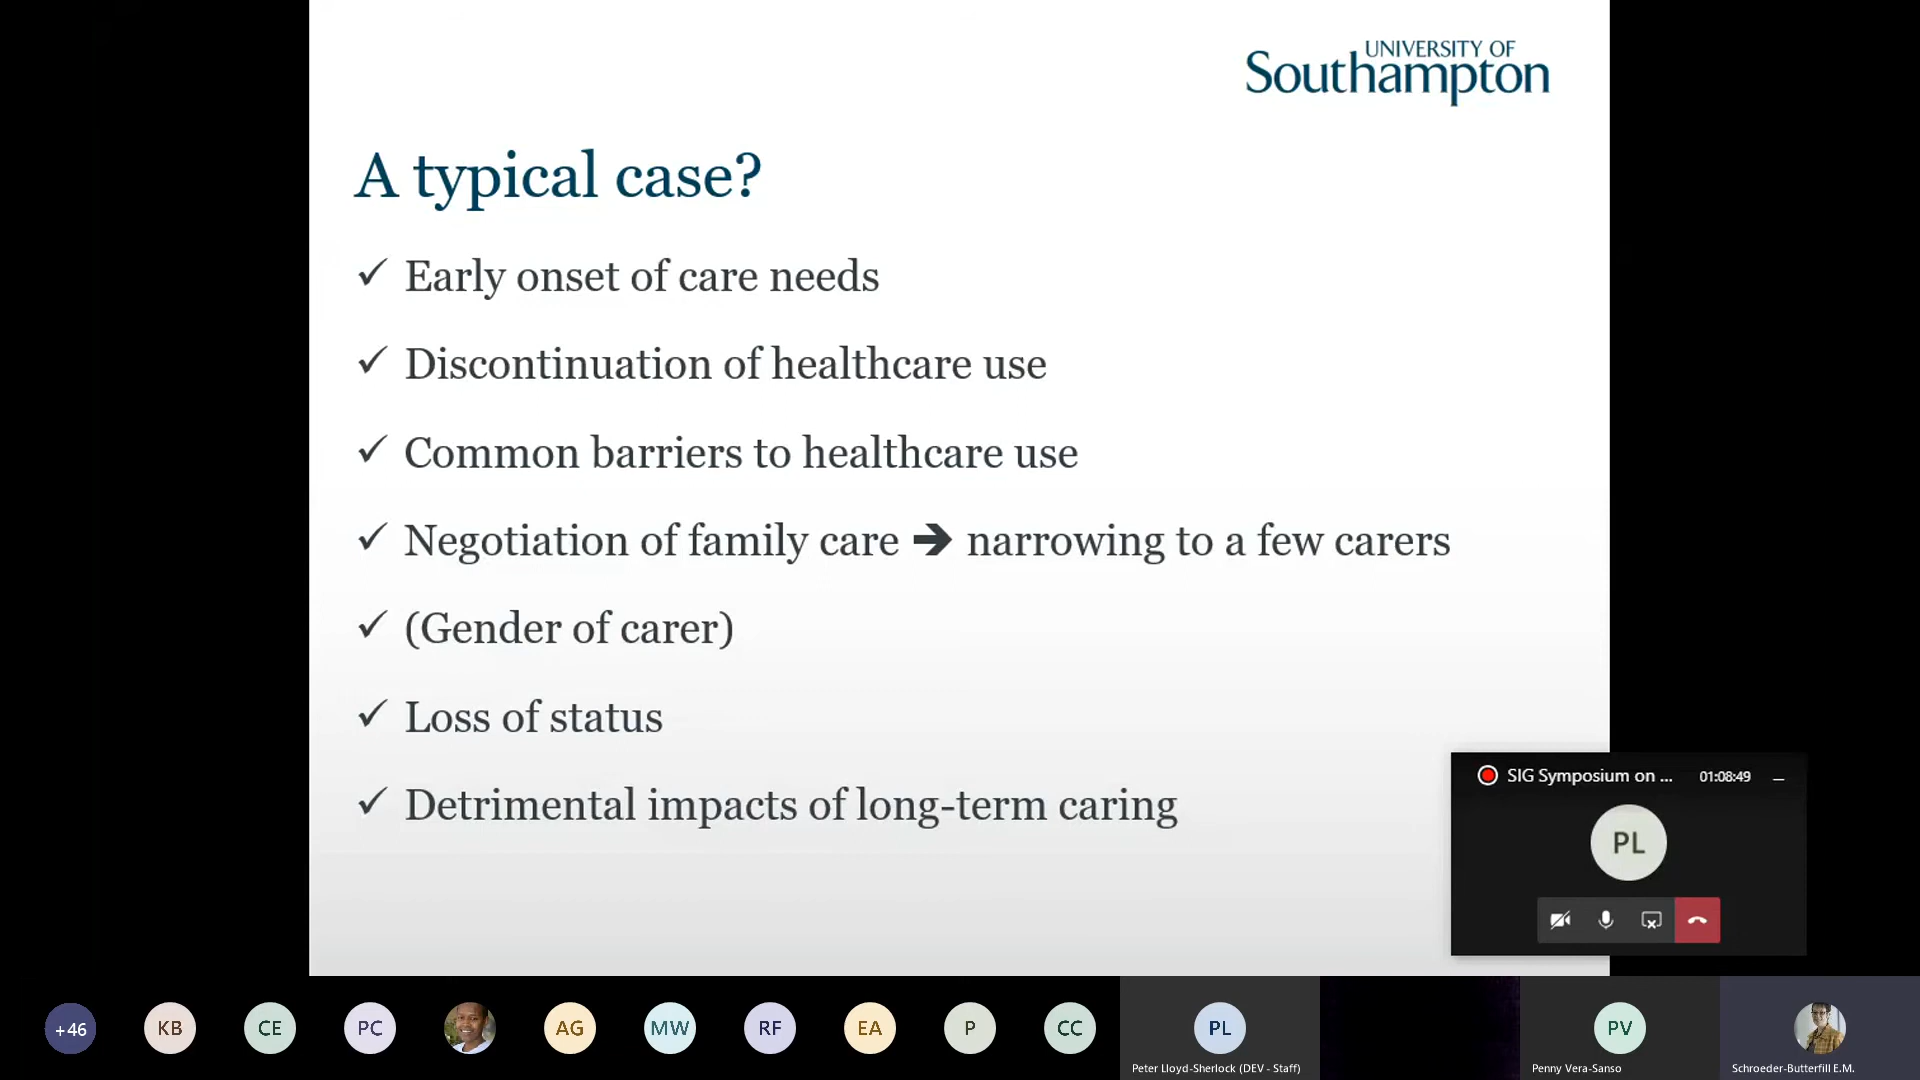 UNIVERSITY OF
Southampton
A typical case?
✓ Early onset of care needs
✓ Discontinuation of healthcare use
✓ Common barriers to healthcare use
✓ Negotiation of family care ➔ narrowing to a few carers
✓ (Gender of carer)
✓ Loss of status
✓ Detrimental impacts of long-term caring
SIG Symposium on ... 01:08:49
PL
+46 KB CE PC AG MW RF EA P CC PL PV
Peter Lloyd-Sherlock (DEV - Staff) Penny Vera-Sanso Schroeder-Butterfill E.M.